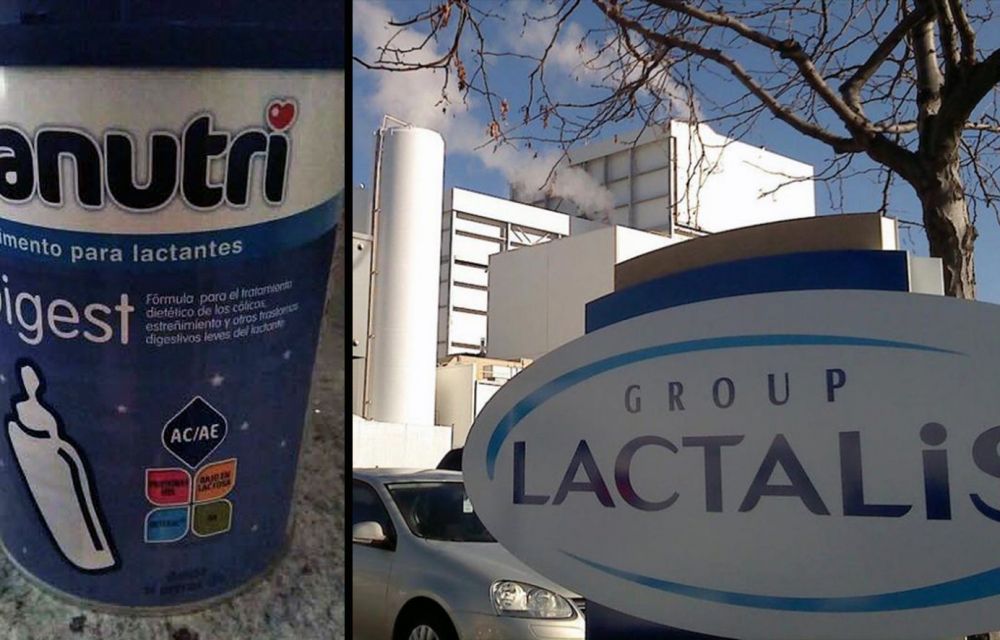 anutri
imento para lactantes
Digest
Fórmula para el tratamiento
dietético de los cólicos,
estreñimiento y otros trastornos
digestivos leves del lactante
AC/AE
BAJO EN
LACTOSA
GROUP
LACTALiS